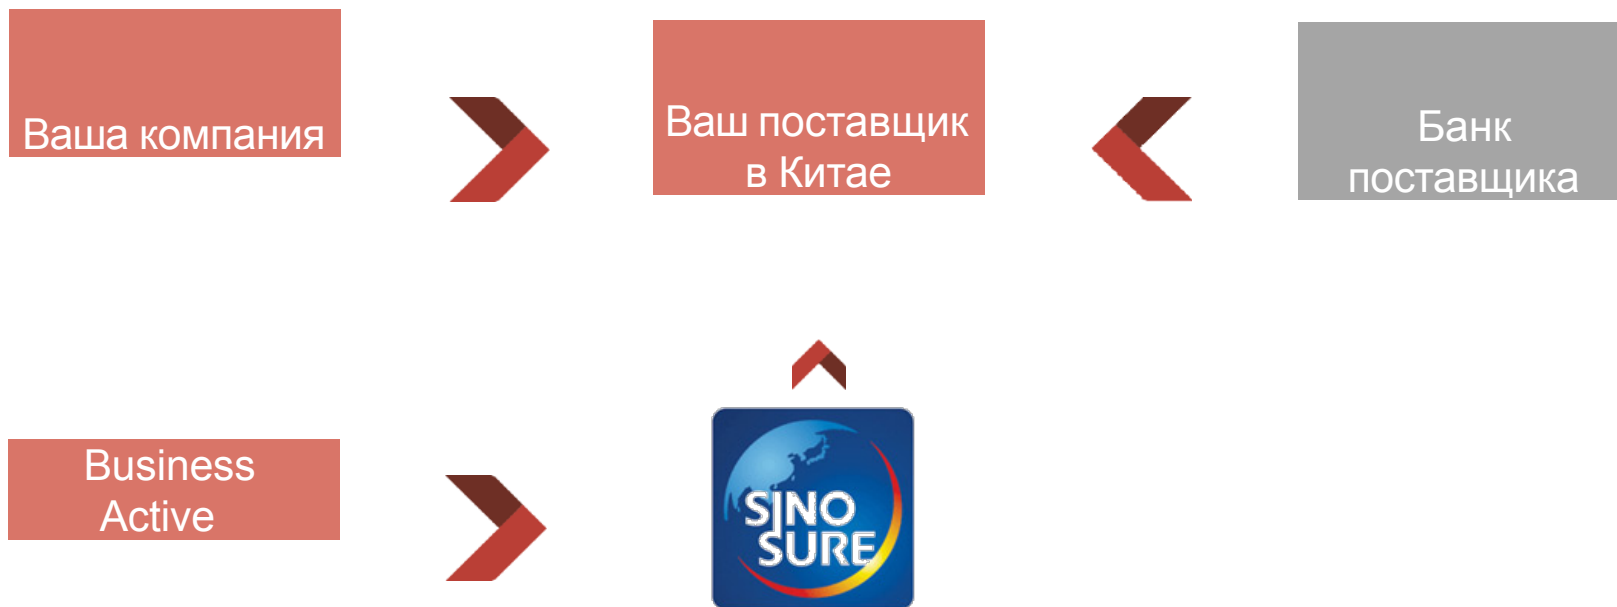 Ваша компания
Ваш поставщик
в Китае
Банк
поставщика
Business
Active
SINO
SURE